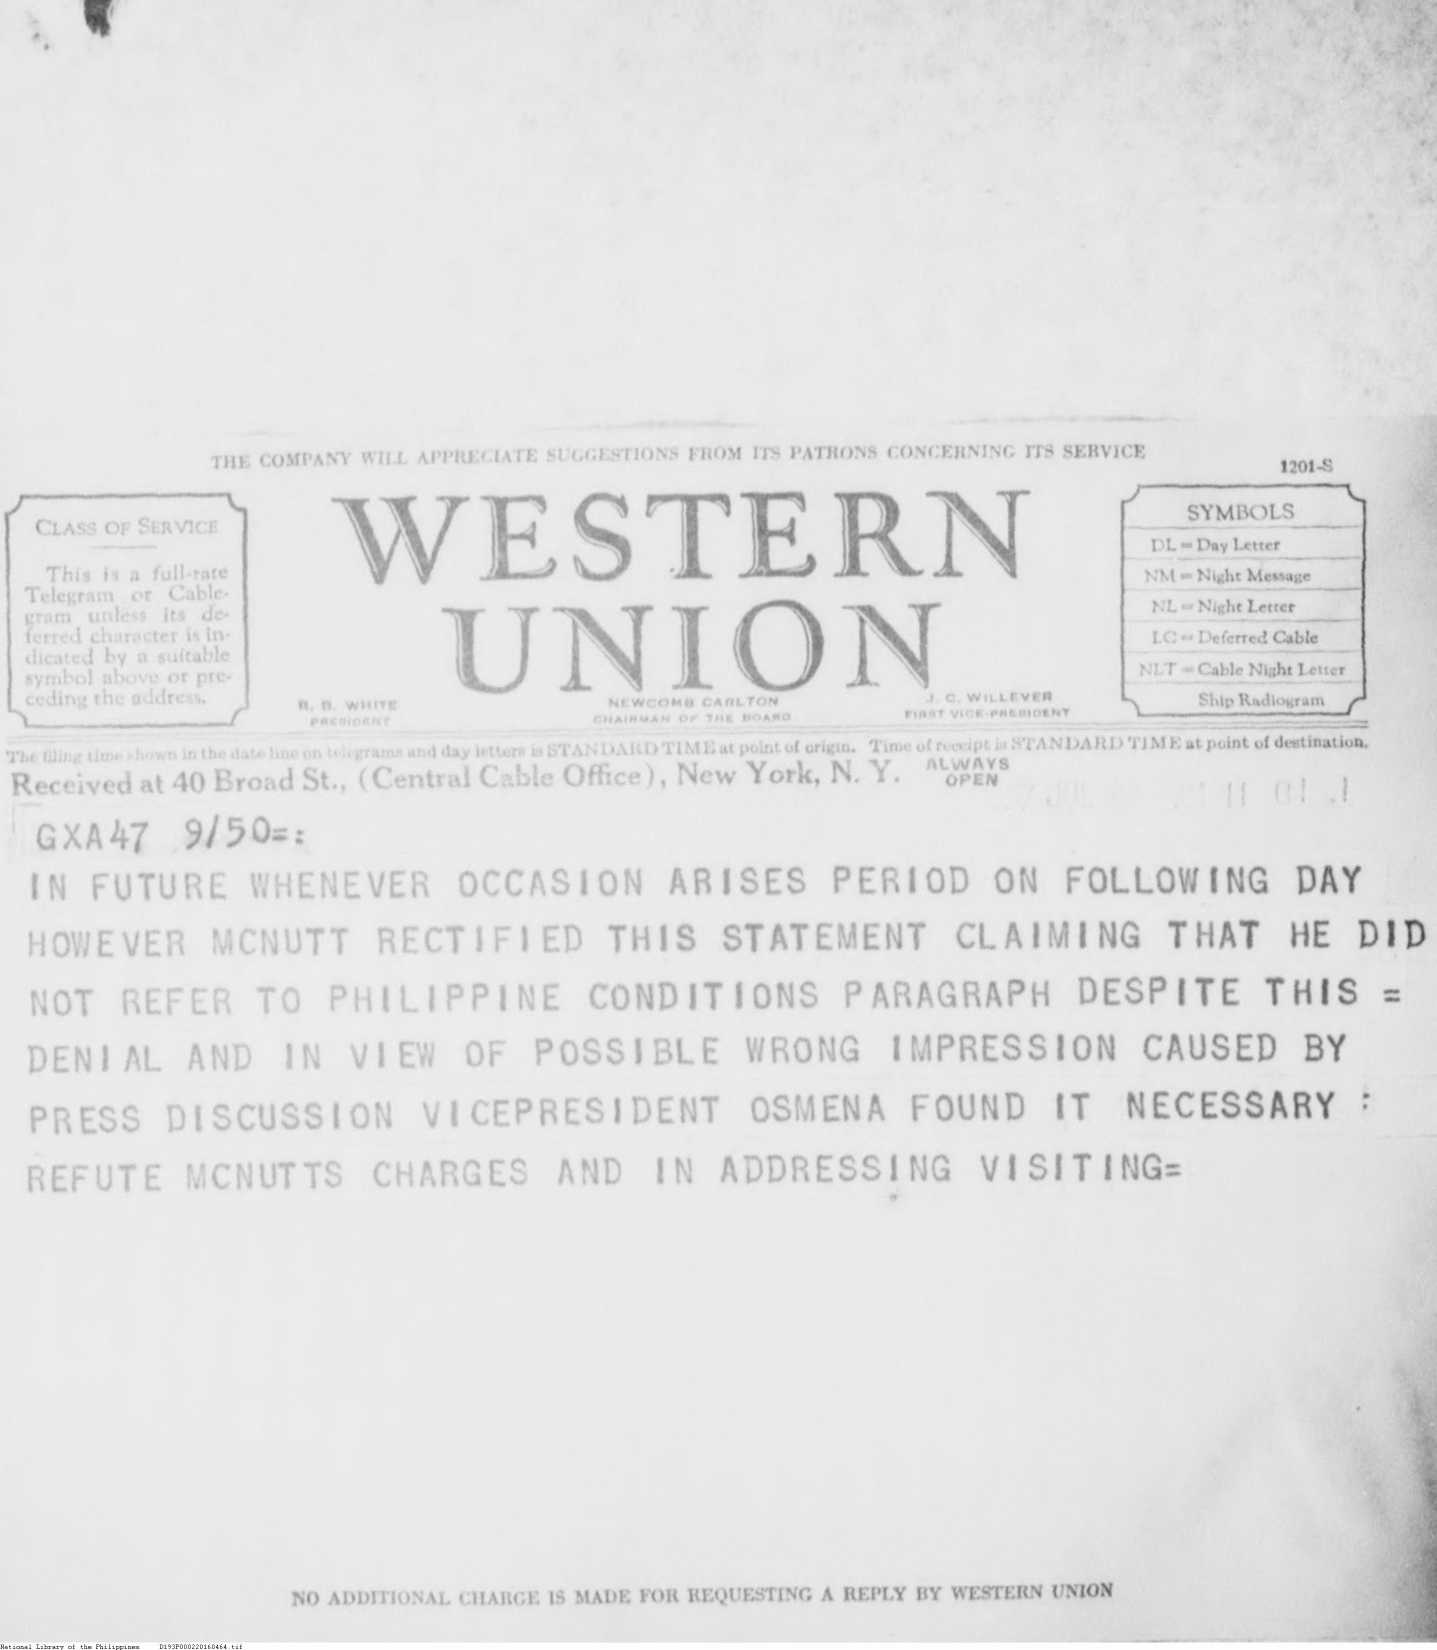 THE COMPANY WILL APPRECIATE SUGGESTIONS FROM ITS PATRONS CONCERNING ITS SERVICE
1201-S
CLASS OF SERVICE
This is a full-rate
Telegram or Cable-
gram unless its de-
ferred character is in-
dicated by a suitable
symbol above or pre-
ceding the address.
WESTERN
UNION
R. B. WHITE
PRESIDENT
NEWCOMB CARLTON
CHAIRMAN OF THE BOARD
J. C. WILLEVER
FIRST VICE-PRESIDENT
SYMBOLS
DL = Day Letter
NM = Night Message
NL = Night Letter
LC = Deferred Cable
NLT = Cable Night Letter
Ship Radiogram
The filing time shown in the date line on telegrams and day letters is STANDARD TIME at point of origin. Time of receipt is STANDARD TIME at point of destination.
Received at 40 Broad St., (Central Cable Office), New York, N. Y. ALWAYS OPEN
GXA47 9/50=:
IN FUTURE WHENEVER OCCASION ARISES PERIOD ON FOLLOWING DAY
HOWEVER MCNUTT RECTIFIED THIS STATEMENT CLAIMING THAT HE DID
NOT REFER TO PHILIPPINE CONDITIONS PARAGRAPH DESPITE THIS =
DENIAL AND IN VIEW OF POSSIBLE WRONG IMPRESSION CAUSED BY
PRESS DISCUSSION VICEPRESIDENT OSMENA FOUND IT NECESSARY :
REFUTE MCNUTTS CHARGES AND IN ADDRESSING VISITING=
NO ADDITIONAL CHARGE IS MADE FOR REQUESTING A REPLY BY WESTERN UNION
National Library of the Philippines D193P000220160464.tif